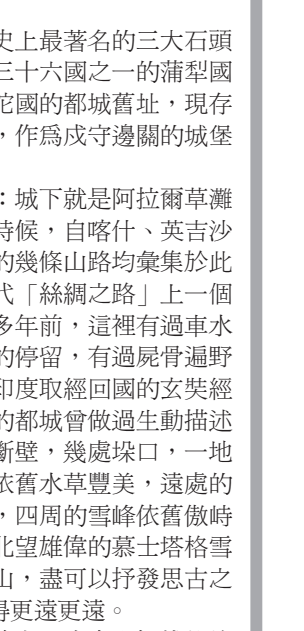 史上最著名的三大石頭
三十六國之一的蒲犁國
陀國的都城舊址，現存
，作爲戍守邊關的城堡
：城下就是阿拉爾草灘
時候，自喀什、英吉沙
的幾條山路均彙集於此
代「絲綢之路」上一個
多年前，這裡有過車水
的停留，有過屍骨遍野
印度取經回國的玄奘經
的都城曾做過生動描述
斷壁，幾處垛口，一地
依舊水草豐美，遠處的
，四周的雪峰依舊傲峙
北望雄偉的慕士塔格雪
山，盡可以抒發思古之
得更遠更遠。